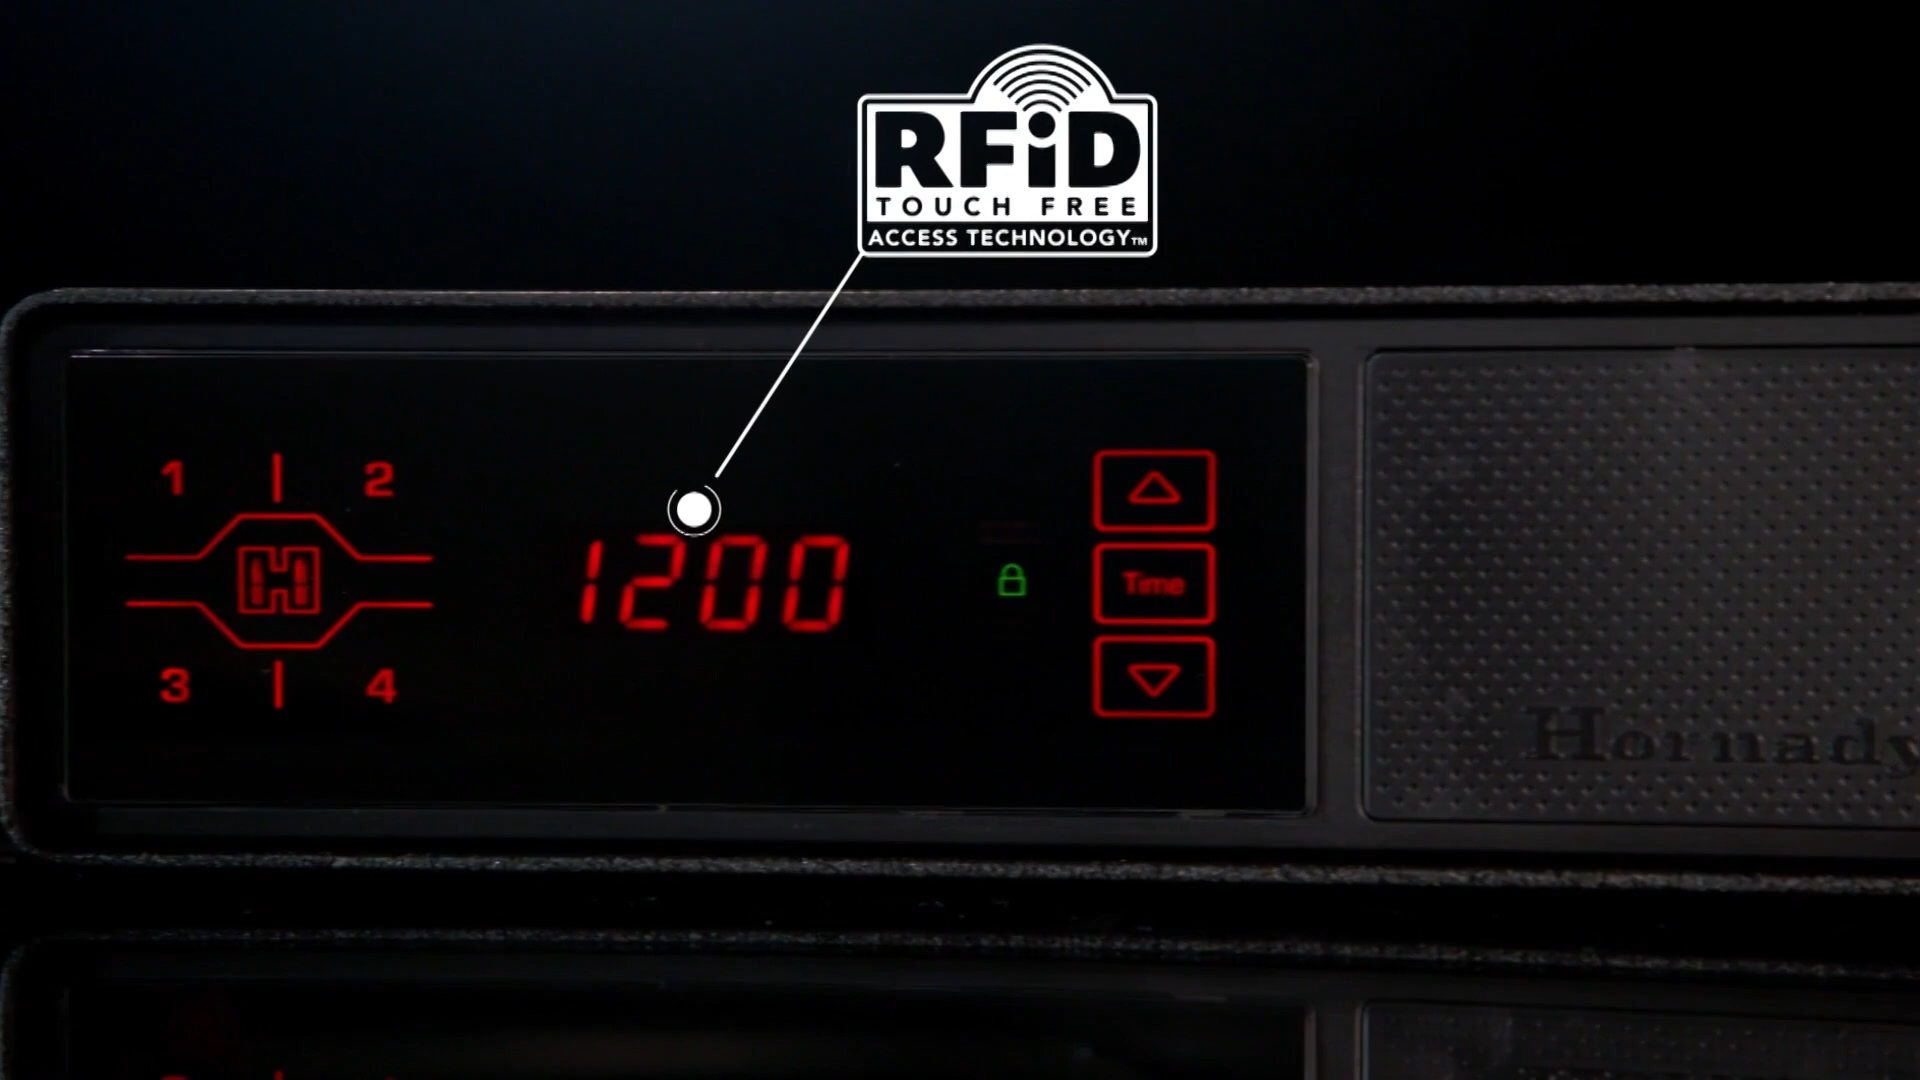 RFiD
TOUCH FREE
ACCESS TECHNOLOGY™
1 2
H
1200
Time
3 4
Hornady